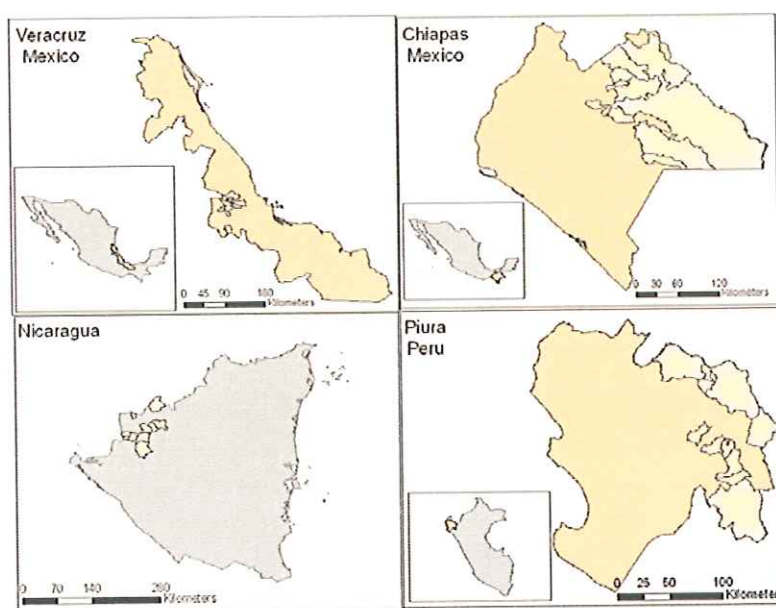 Veracruz
Mexico
0 45 90 180
Kilometers
Chiapas
Mexico
0 30 60 120
Kilometers
Nicaragua
0 70 140 280
Kilometers
Piura
Peru
0 25 50 100
Kilometer